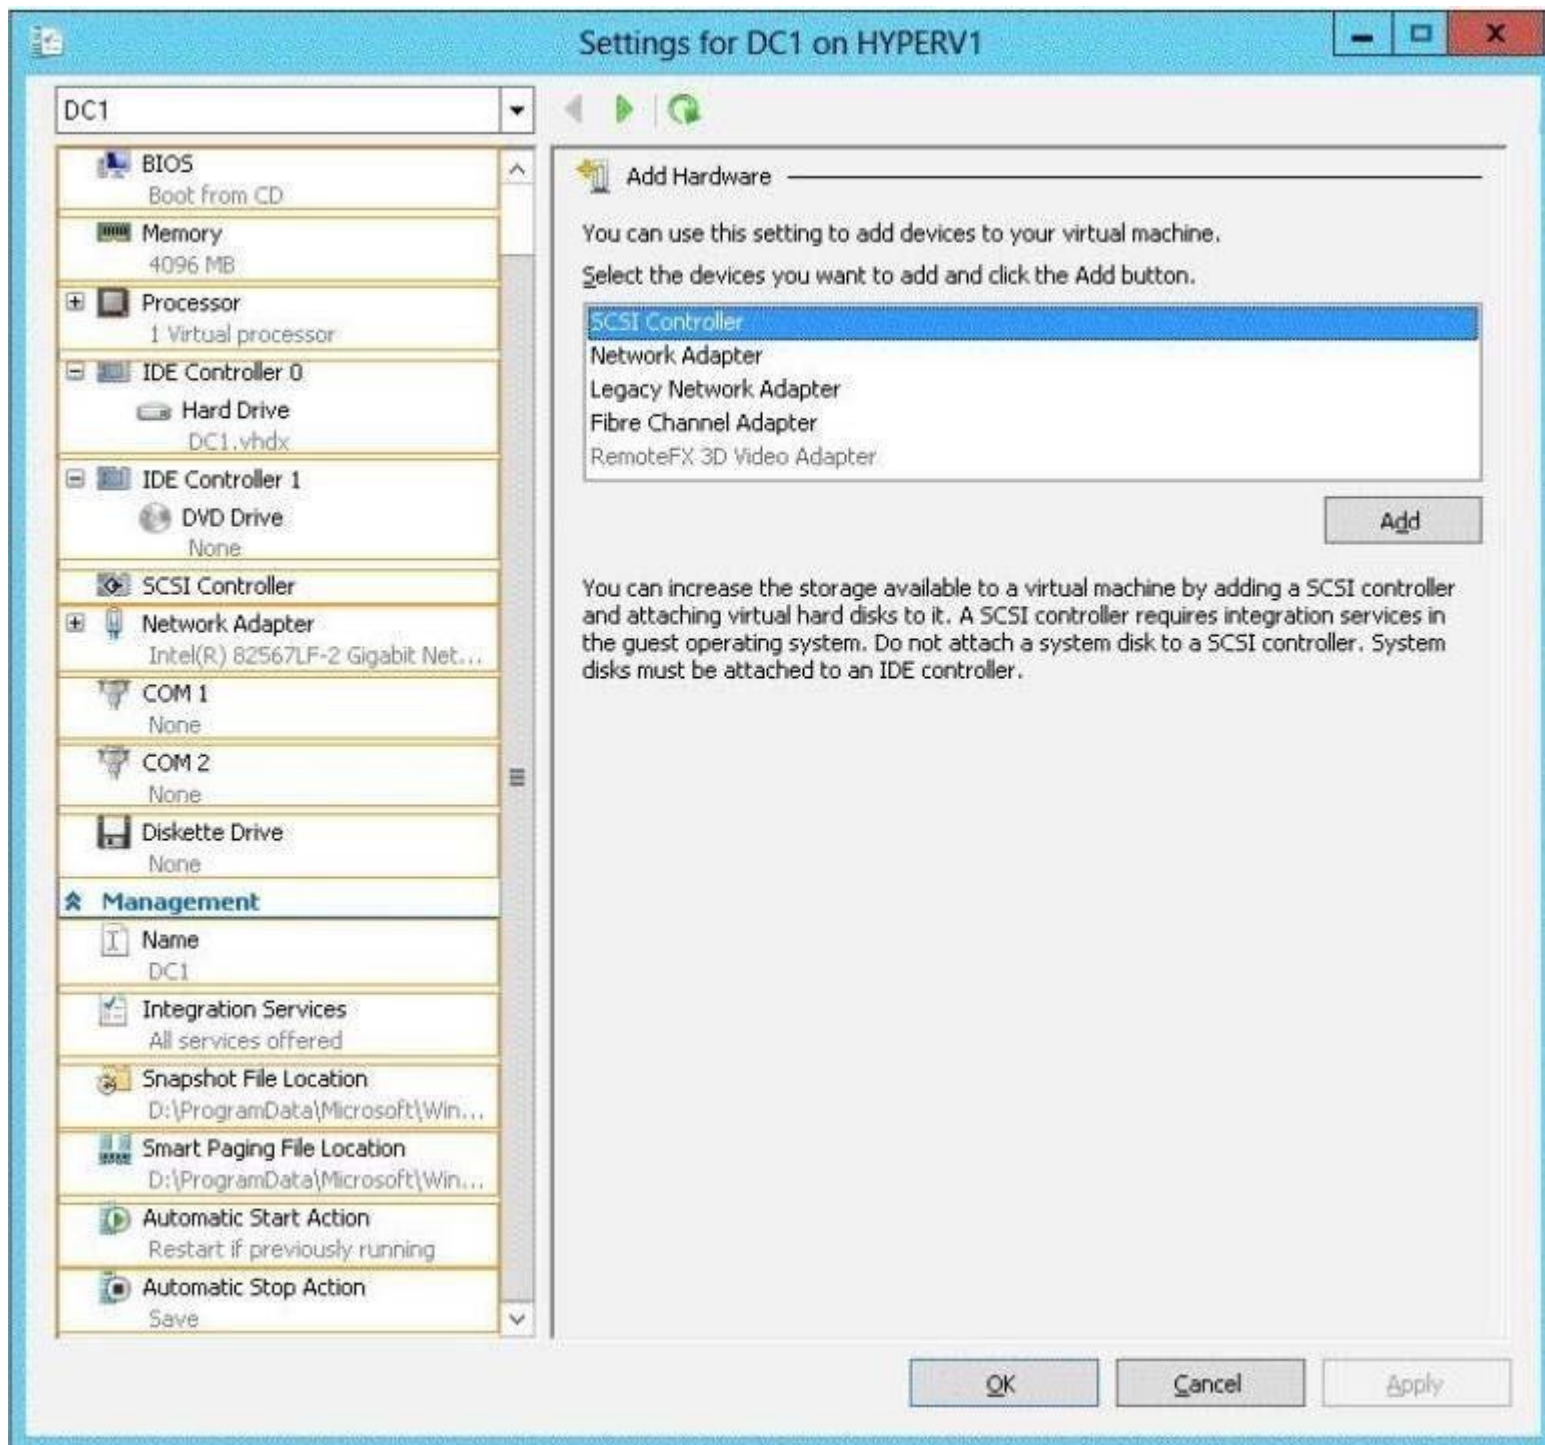 Settings for DC1 on HYPERV1
DC1
BIOS
Boot from CD
Memory
4096 MB
Processor
1 Virtual processor
IDE Controller 0
Hard Drive
DC1.vhdx
IDE Controller 1
DVD Drive
None
SCSI Controller
Network Adapter
Intel(R) 82567LF-2 Gigabit Net...
COM 1
None
COM 2
None
Diskette Drive
None
Management
Name
DC1
Integration Services
All services offered
Snapshot File Location
D:\ProgramData\Microsoft\Win...
Smart Paging File Location
D:\ProgramData\Microsoft\Win...
Automatic Start Action
Restart if previously running
Automatic Stop Action
Save
Add Hardware
You can use this setting to add devices to your virtual machine.
Select the devices you want to add and click the Add button.
SCSI Controller
Network Adapter
Legacy Network Adapter
Fibre Channel Adapter
RemoteFX 3D Video Adapter
Add
You can increase the storage available to a virtual machine by adding a SCSI controller
and attaching virtual hard disks to it. A SCSI controller requires integration services in
the guest operating system. Do not attach a system disk to a SCSI controller. System
disks must be attached to an IDE controller.
OK
Cancel
Apply